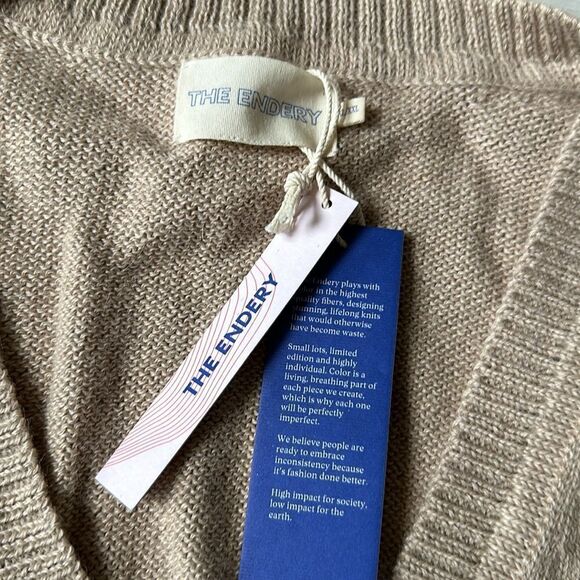 THE ENDERY
XXL
THE ENDERY
Endery plays with
in the highest
quality fibers, designing
stunning, lifelong knits
that would otherwise
have become waste.
Small lots, limited
edition and highly
individual. Color is a
living, breathing part of
each piece we create,
which is why each one
will be perfectly
imperfect.
We believe people are
ready to embrace
inconsistency because
it's fashion done better.
High impact for society,
low impact for the
earth.